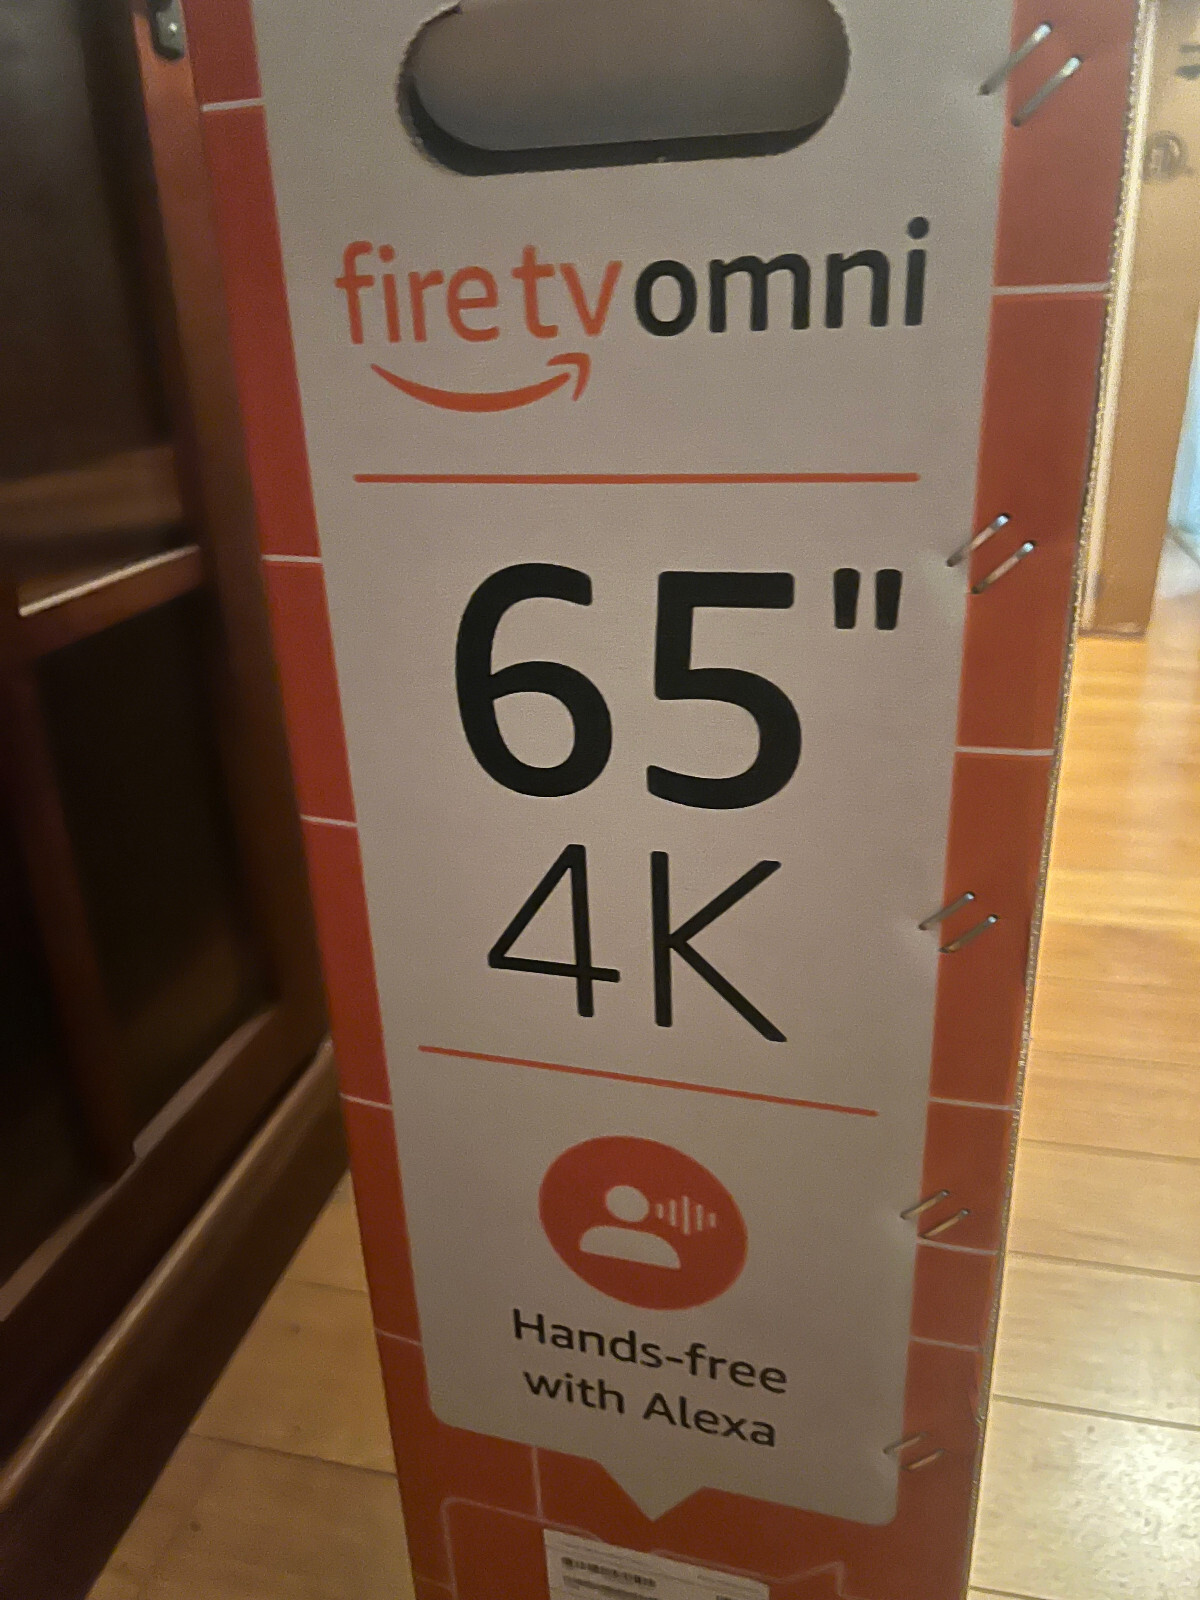 fire tv omni
65"
4K
Hands-free
with Alexa